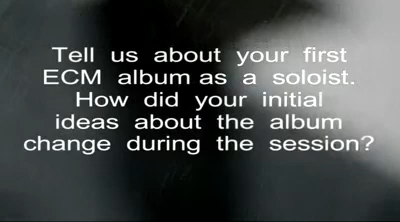 Tell us about your first
ECM album as a soloist.
How did your initial
ideas about the album
change during the session?